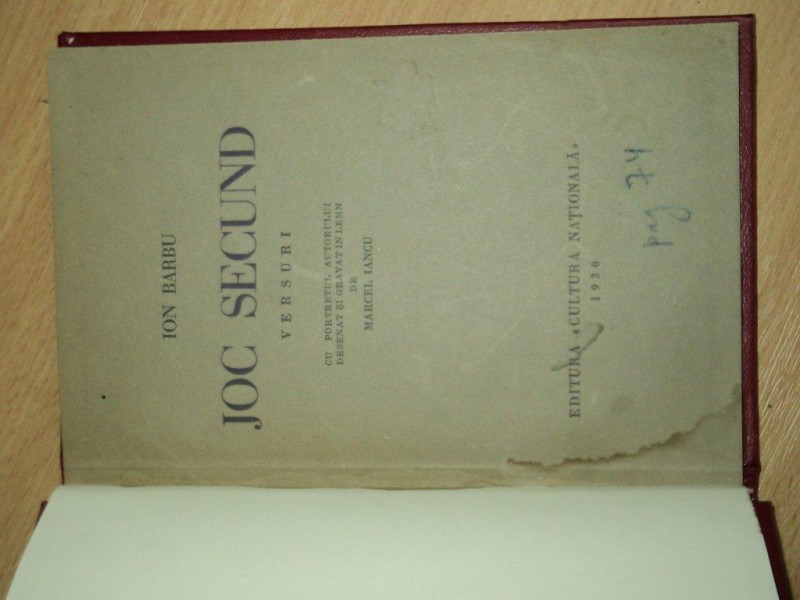 ION BARBU
JOC SECUND
VERSURI
CU PORTRETUL AUTORULUI
DESENAT ȘI GRAVAT IN LEMN
DE
MARCEL IANCU
EDITURA «CULTURA NAȚIONALĂ»
1930
pag 74